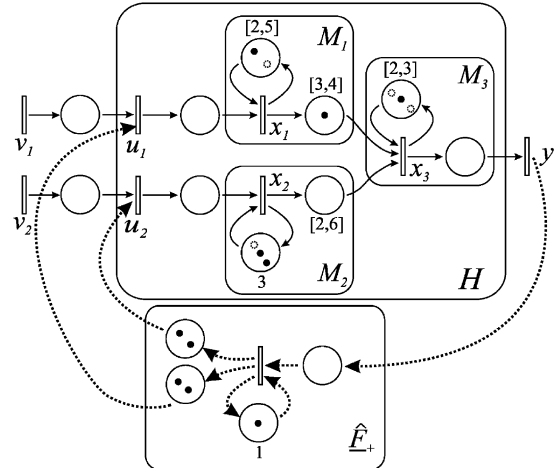 [2,5]
M1
[2,3]
M3
[3,4]
v1
u1
x1
x3
y
v2
u2
x2
[2,6]
3
M2
H
1
F̂+